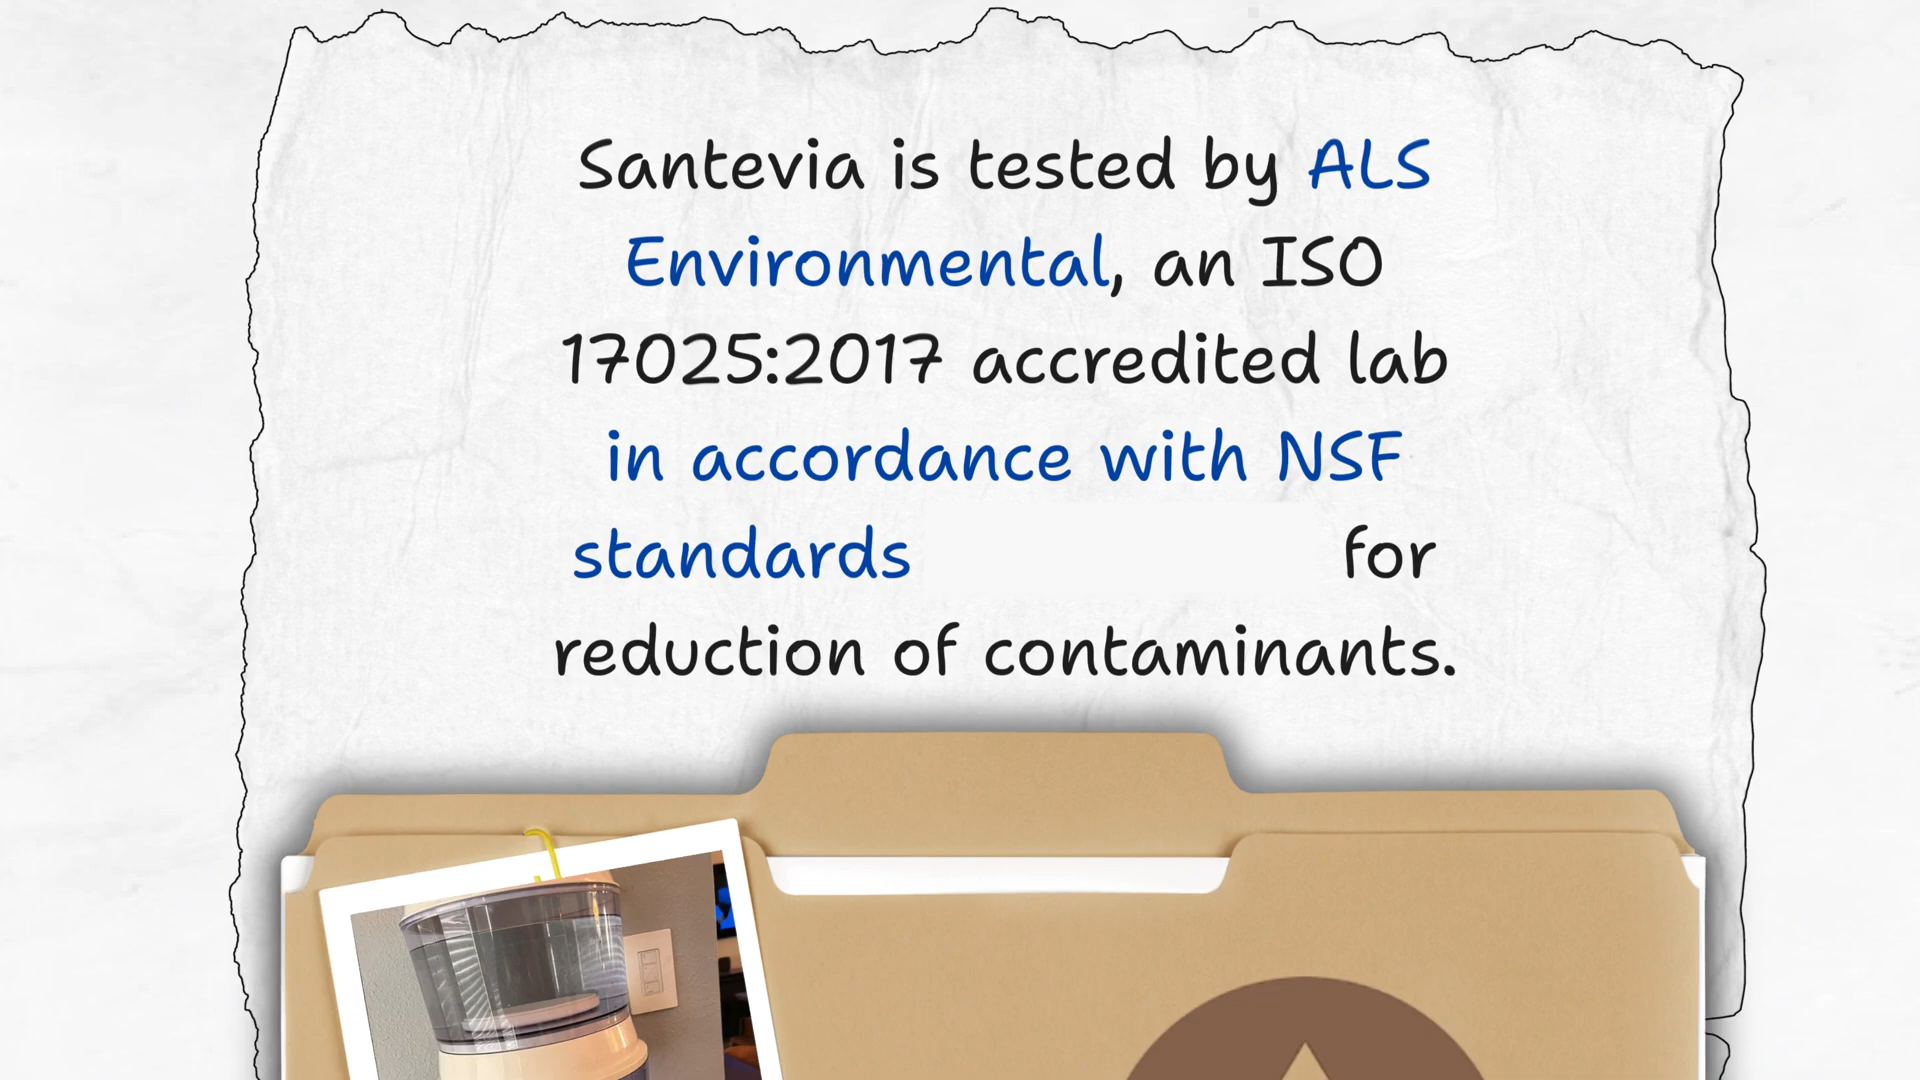 Santevia is tested by ALS
Environmental, an ISO
17025:2017 accredited lab
in accordance with NSF
standards for
reduction of contaminants.